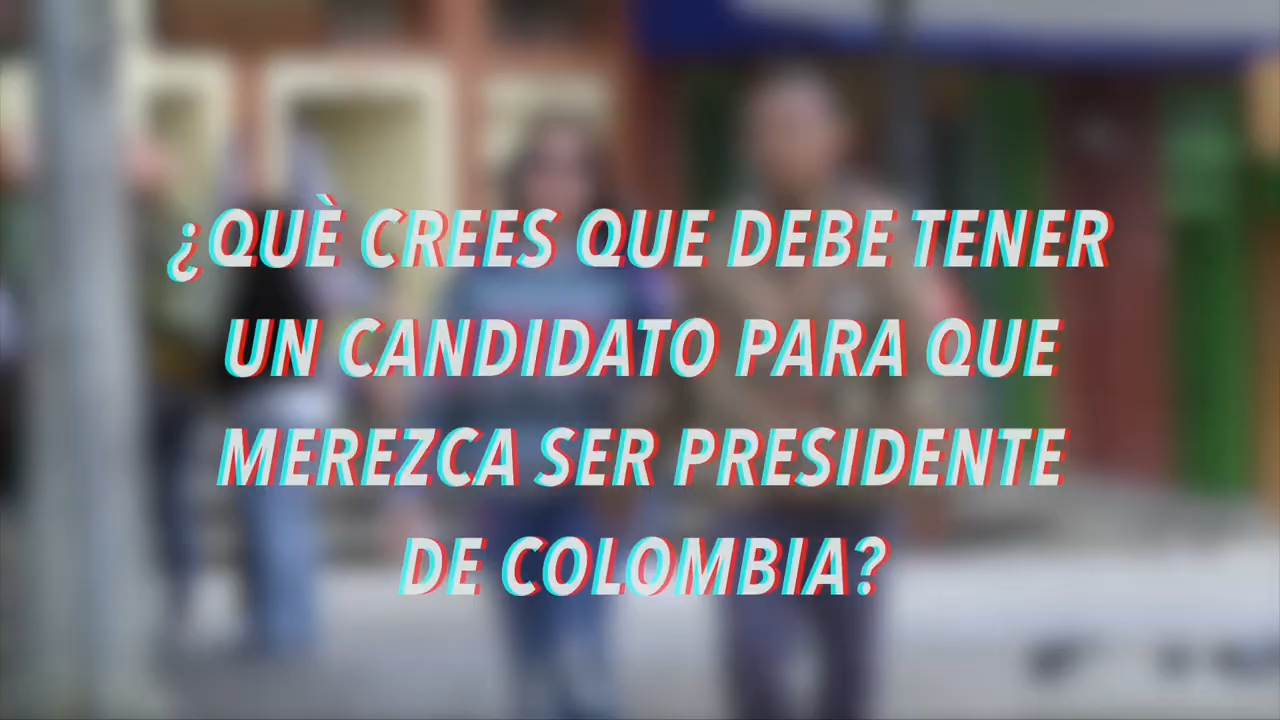 ¿QUÈ CREES QUE DEBE TENER
UN CANDIDATO PARA QUE
MEREZCA SER PRESIDENTE
DE COLOMBIA?